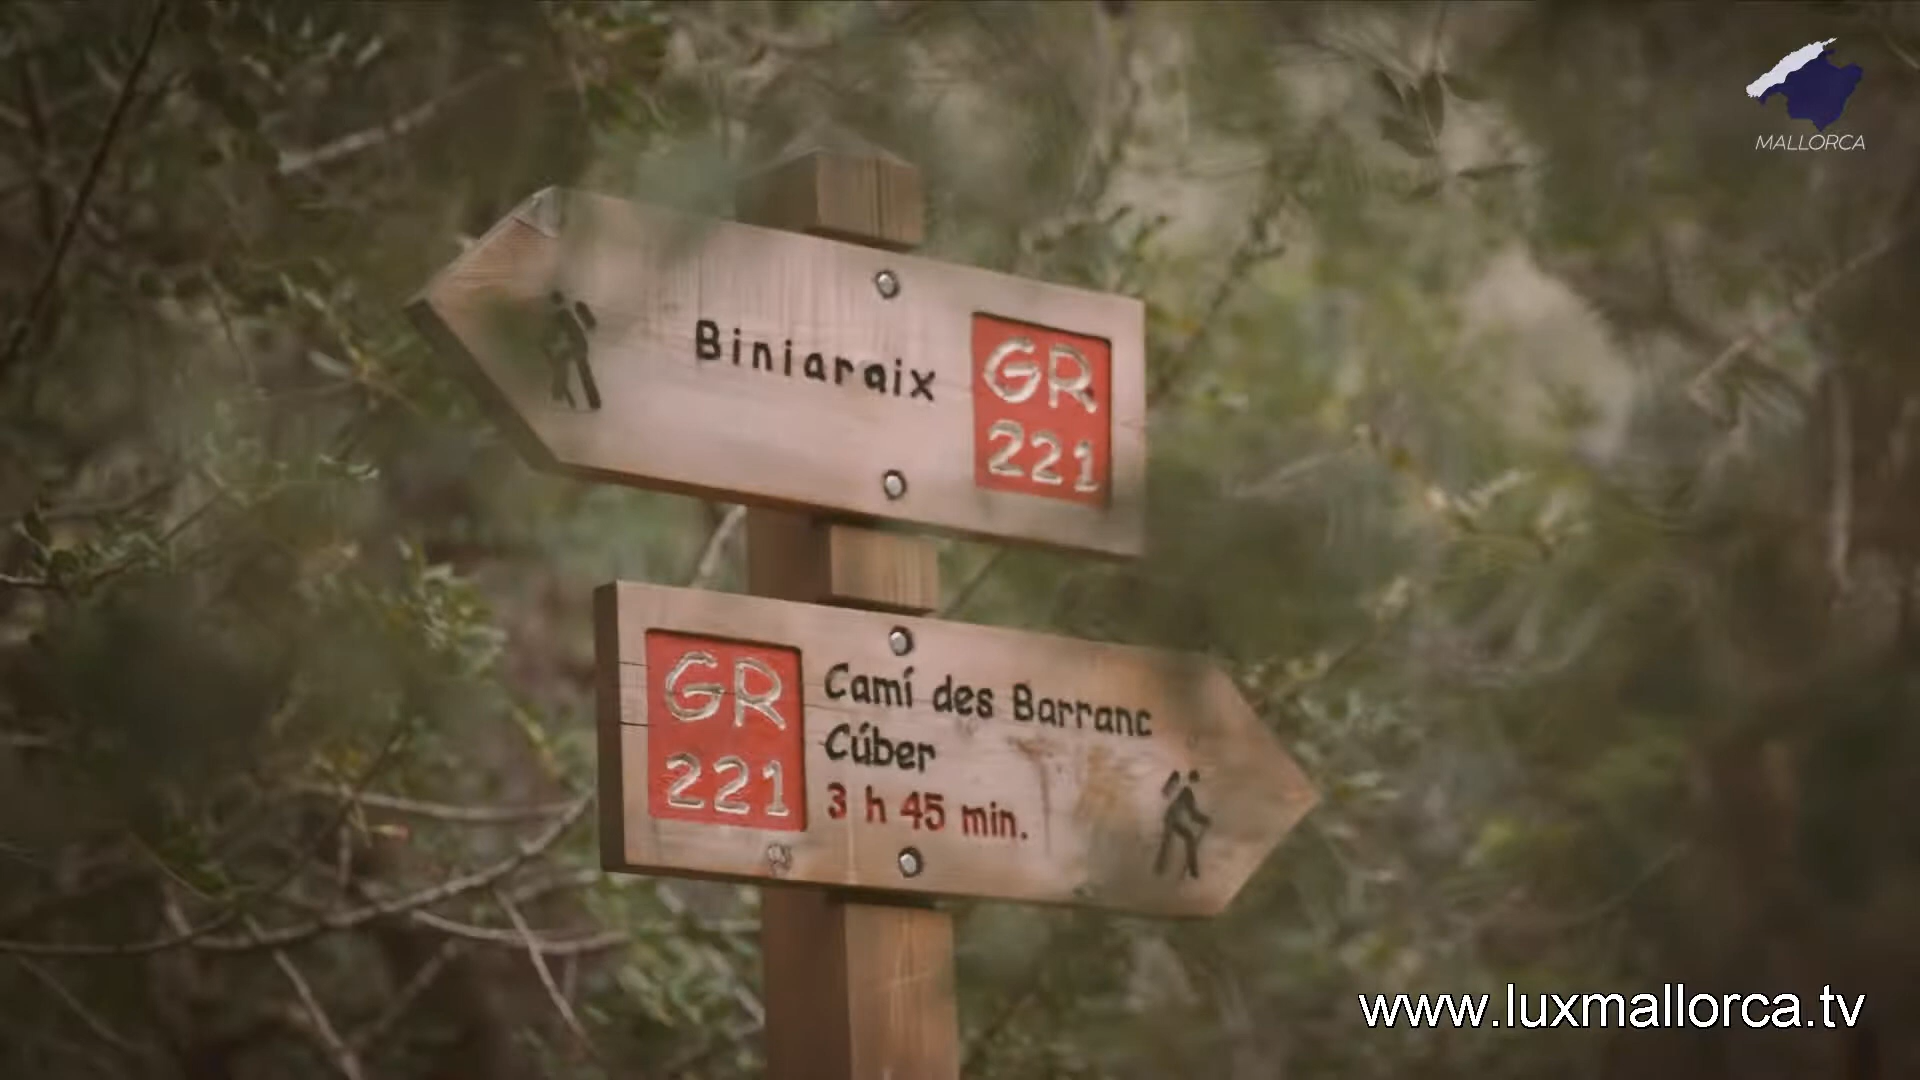 MALLORCA
Biniaraix
GR
221
GR
221
Camí des Barranc
Cúber
3 h 45 min.
www.luxmallorca.tv